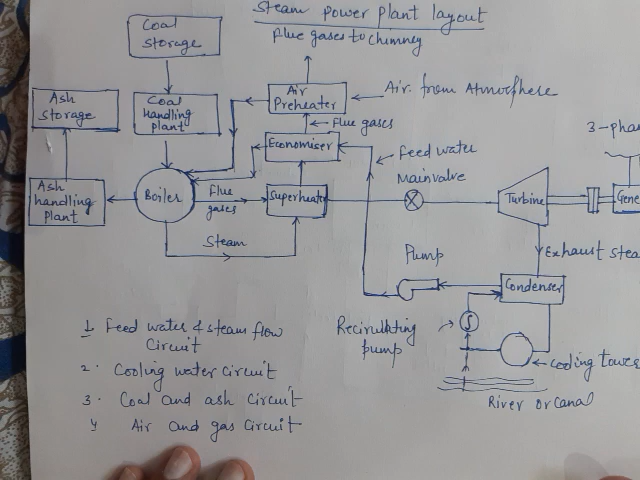 Steam Power Plant layout
Flue gases to chimney
Coal
Storage
Air
Preheater
Air from Atmosphere
Ash
Storage
Coal
handling
plant
Flue gases
Economiser
Feed water
3-phas
Mainvalve
Ash
handling
plant
Boiler
Flue
gases
Superheater
Turbine
Gene
Steam
Pump
Exhaust Stea
Condenser
Recirculating
pump
Cooling tower
River or canal
1. Feed water & steam flow
Circuit
2. Cooling water circuit
3. Coal and ash circuit
4 Air and gas circuit